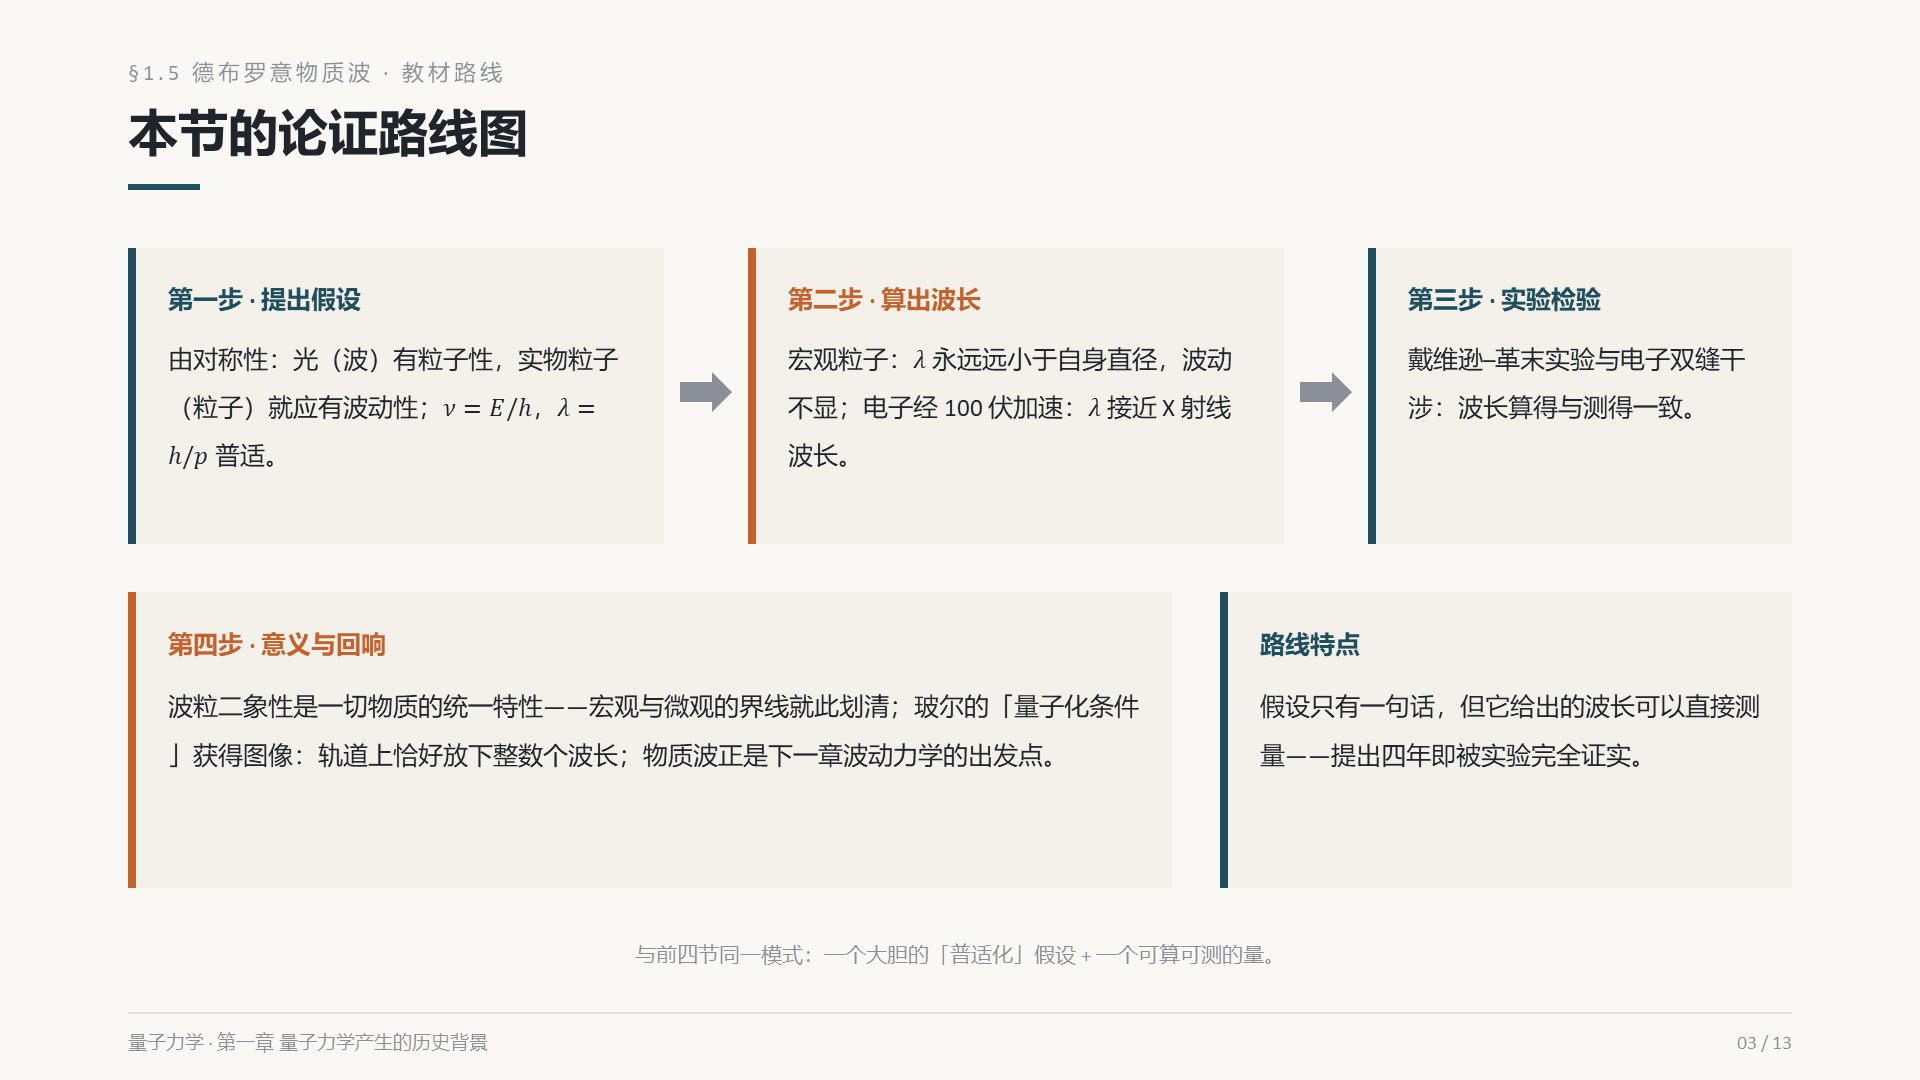 §1.5 德布罗意物质波 · 教材路线
本节的论证路线图
第一步 · 提出假设
由对称性：光（波）有粒子性，实物粒子
（粒子）就应有波动性；ν = E/h，λ =
h/p 普适。
第二步 · 算出波长
宏观粒子：λ 永远远小于自身直径，波动
不显；电子经 100 伏加速：λ 接近 X 射线
波长。
第三步 · 实验检验
戴维逊–革末实验与电子双缝干
涉：波长算得与测得一致。
第四步 · 意义与回响
波粒二象性是一切物质的统一特性——宏观与微观的界线就此划清；玻尔的「量子化条件
」获得图像：轨道上恰好放下整数个波长；物质波正是下一章波动力学的出发点。
路线特点
假设只有一句话，但它给出的波长可以直接测
量——提出四年即被实验完全证实。
与前四节同一模式：一个大胆的「普适化」假设 + 一个可算可测的量。
量子力学 · 第一章 量子力学产生的历史背景
03 / 13